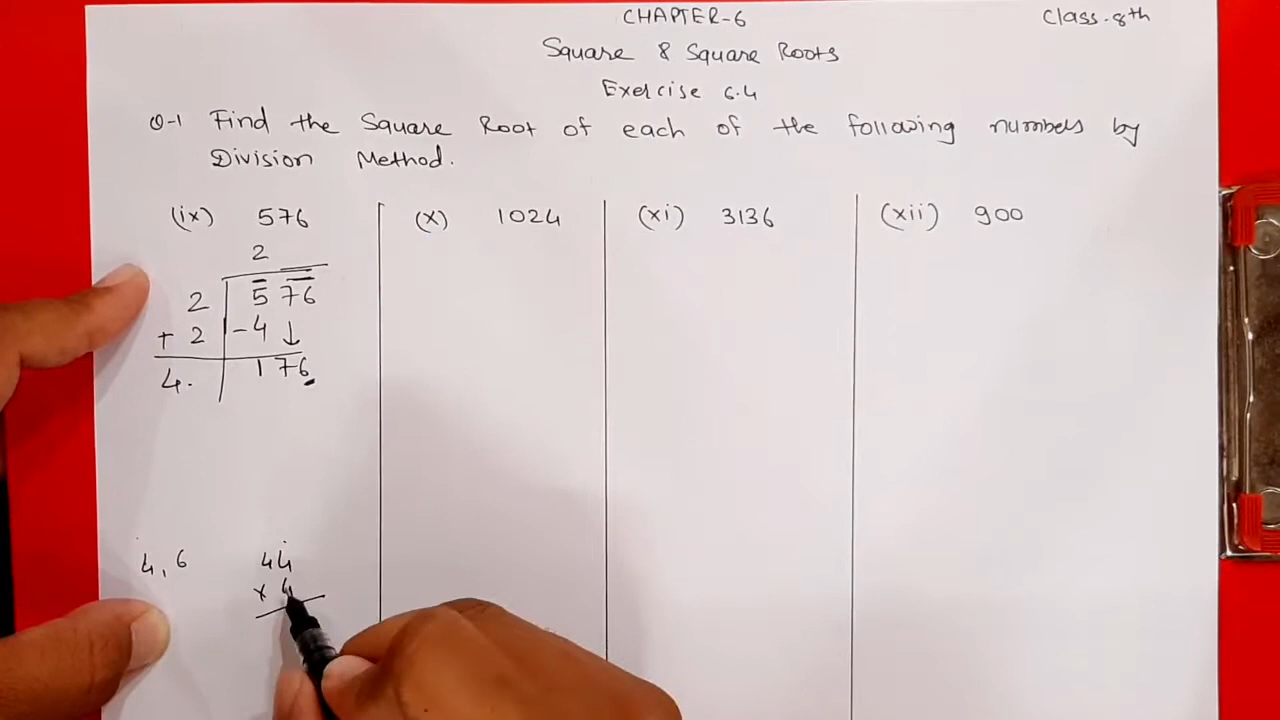 CHAPTER-6
Class-8th
Square & Square Roots
Exercise 6.4
Q-1 Find the Square Root of each of the following numbers by
Division Method.
(ix) 576
(x) 1024
(xi) 3136
(xii) 900
2
2 5 76
+ 2 - 4 ↓
4. 176
4, 6
44
x 4